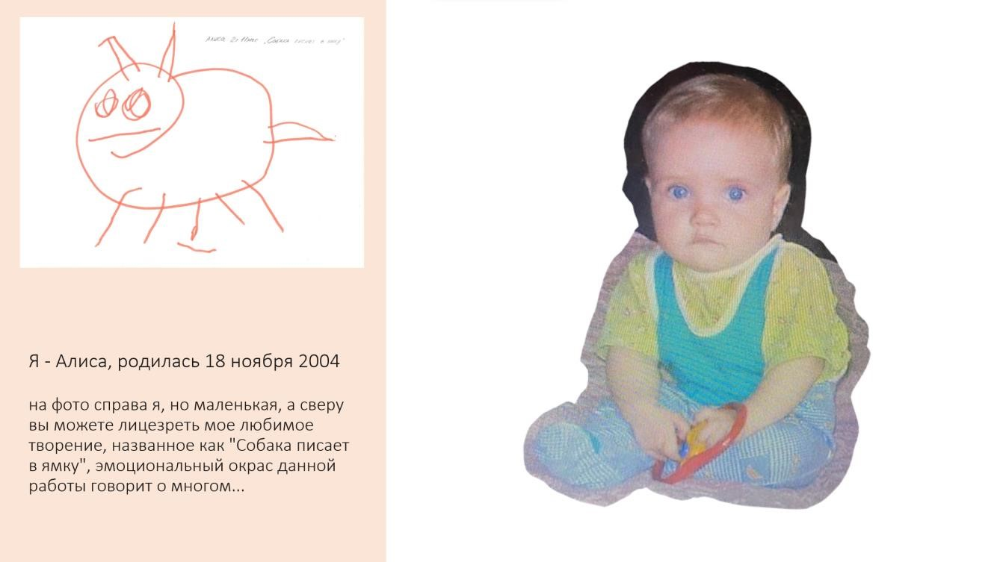 Алиса 2г 11мес „Собака писает в ямку"
Я - Алиса, родилась 18 ноября 2004
на фото справа я, но маленькая, а сверу
вы можете лицезреть мое любимое
творение, названное как "Собака писает
в ямку", эмоциональный окрас данной
работы говорит о многом...